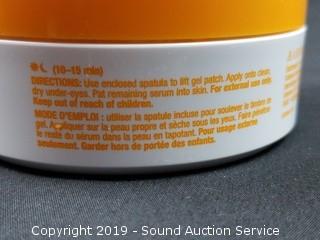 (10-15 min)
DIRECTIONS: Use enclosed spatula to lift gel patch. Apply onto clean,
dry under-eyes. Pat remaining serum into skin. For external use only.
Keep out of reach of children.
MODE D'EMPLOI : utiliser la spatule incluse pour soulever le timbre de
gel. Appliquer sur la peau propre et sèche sous les yeux. Faire pénétrer
le reste du sérum dans la peau en tapotant. Pour usage externe
seulement. Garder hors de portée des enfants.
Copyright 2019 - Sound Auction Service